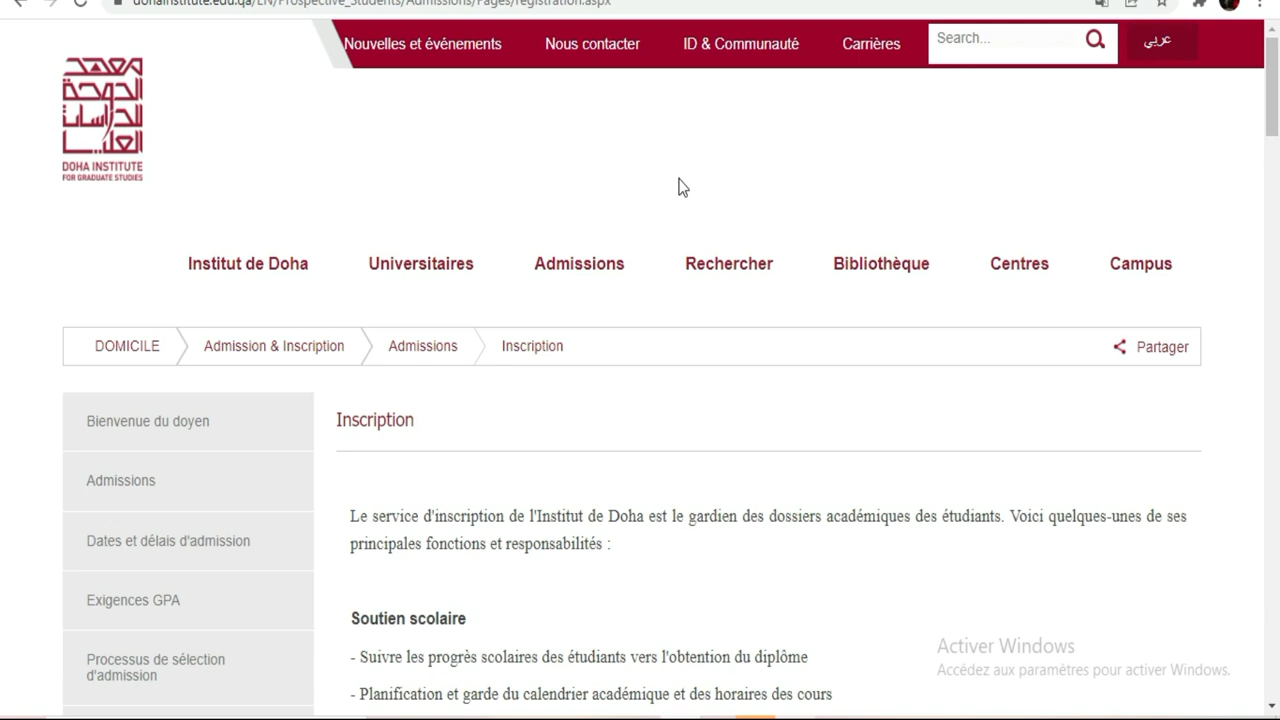 dohainstitute.edu.qa/EN/Prospective_Students/Admissions/Pages/registration.aspx
Nouvelles et événements
Nous contacter
ID & Communauté
Carrières
Search...
عربي
معهد
الدوحة
للدراسات
العليا
DOHA INSTITUTE
FOR GRADUATE STUDIES
Institut de Doha
Universitaires
Admissions
Rechercher
Bibliothèque
Centres
Campus
DOMICILE
Admission & Inscription
Admissions
Inscription
Partager
Bienvenue du doyen
Admissions
Dates et délais d'admission
Exigences GPA
Processus de sélection
d'admission
Inscription
Le service d'inscription de l'Institut de Doha est le gardien des dossiers académiques des étudiants. Voici quelques-unes de ses
principales fonctions et responsabilités :
Soutien scolaire
- Suivre les progrès scolaires des étudiants vers l'obtention du diplôme
- Planification et garde du calendrier académique et des horaires des cours
Activer Windows
Accédez aux paramètres pour activer Windows.